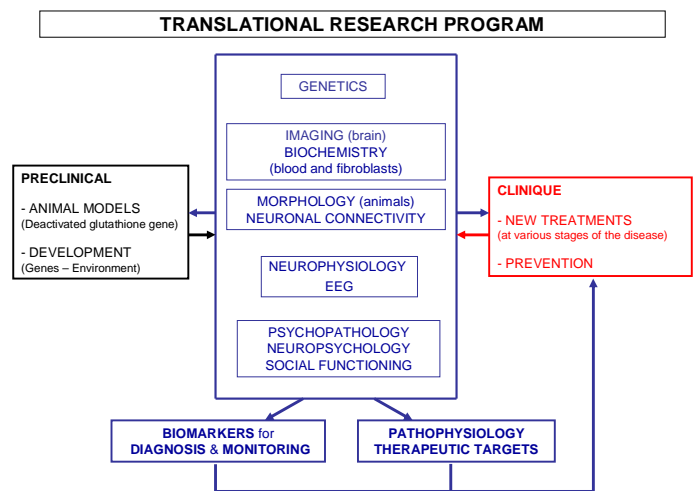 TRANSLATIONAL RESEARCH PROGRAM
GENETICS
IMAGING (brain)
BIOCHEMISTRY
(blood and fibroblasts)
PRECLINICAL
- ANIMAL MODELS
(Deactivated glutathione gene)
- DEVELOPMENT
(Genes – Environment)
MORPHOLOGY (animals)
NEURONAL CONNECTIVITY
CLINIQUE
- NEW TREATMENTS
(at various stages of the disease)
- PREVENTION
NEUROPHYSIOLOGY
EEG
PSYCHOPATHOLOGY
NEUROPSYCHOLOGY
SOCIAL FUNCTIONING
BIOMARKERS for
DIAGNOSIS & MONITORING
PATHOPHYSIOLOGY
THERAPEUTIC TARGETS